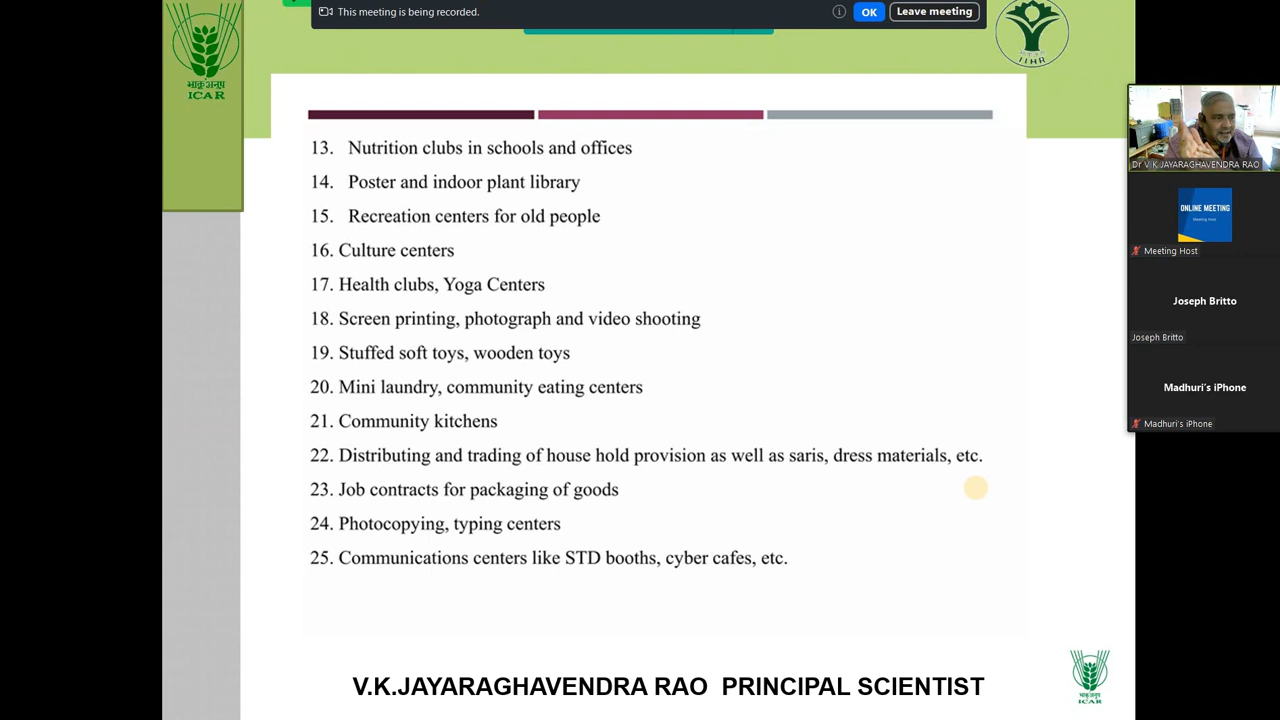 This meeting is being recorded.
OK
Leave meeting
भाकृअनुप
ICAR
IIHR
13. Nutrition clubs in schools and offices
14. Poster and indoor plant library
15. Recreation centers for old people
16. Culture centers
17. Health clubs, Yoga Centers
18. Screen printing, photograph and video shooting
19. Stuffed soft toys, wooden toys
20. Mini laundry, community eating centers
21. Community kitchens
22. Distributing and trading of house hold provision as well as saris, dress materials, etc.
23. Job contracts for packaging of goods
24. Photocopying, typing centers
25. Communications centers like STD booths, cyber cafes, etc.
V.K.JAYARAGHAVENDRA RAO PRINCIPAL SCIENTIST
ICAR
Dr V K JAYARAGHAVENDRA RAO
ONLINE MEETING
Meeting Host
Meeting Host
Joseph Britto
Joseph Britto
Madhuri's iPhone
Madhuri's iPhone